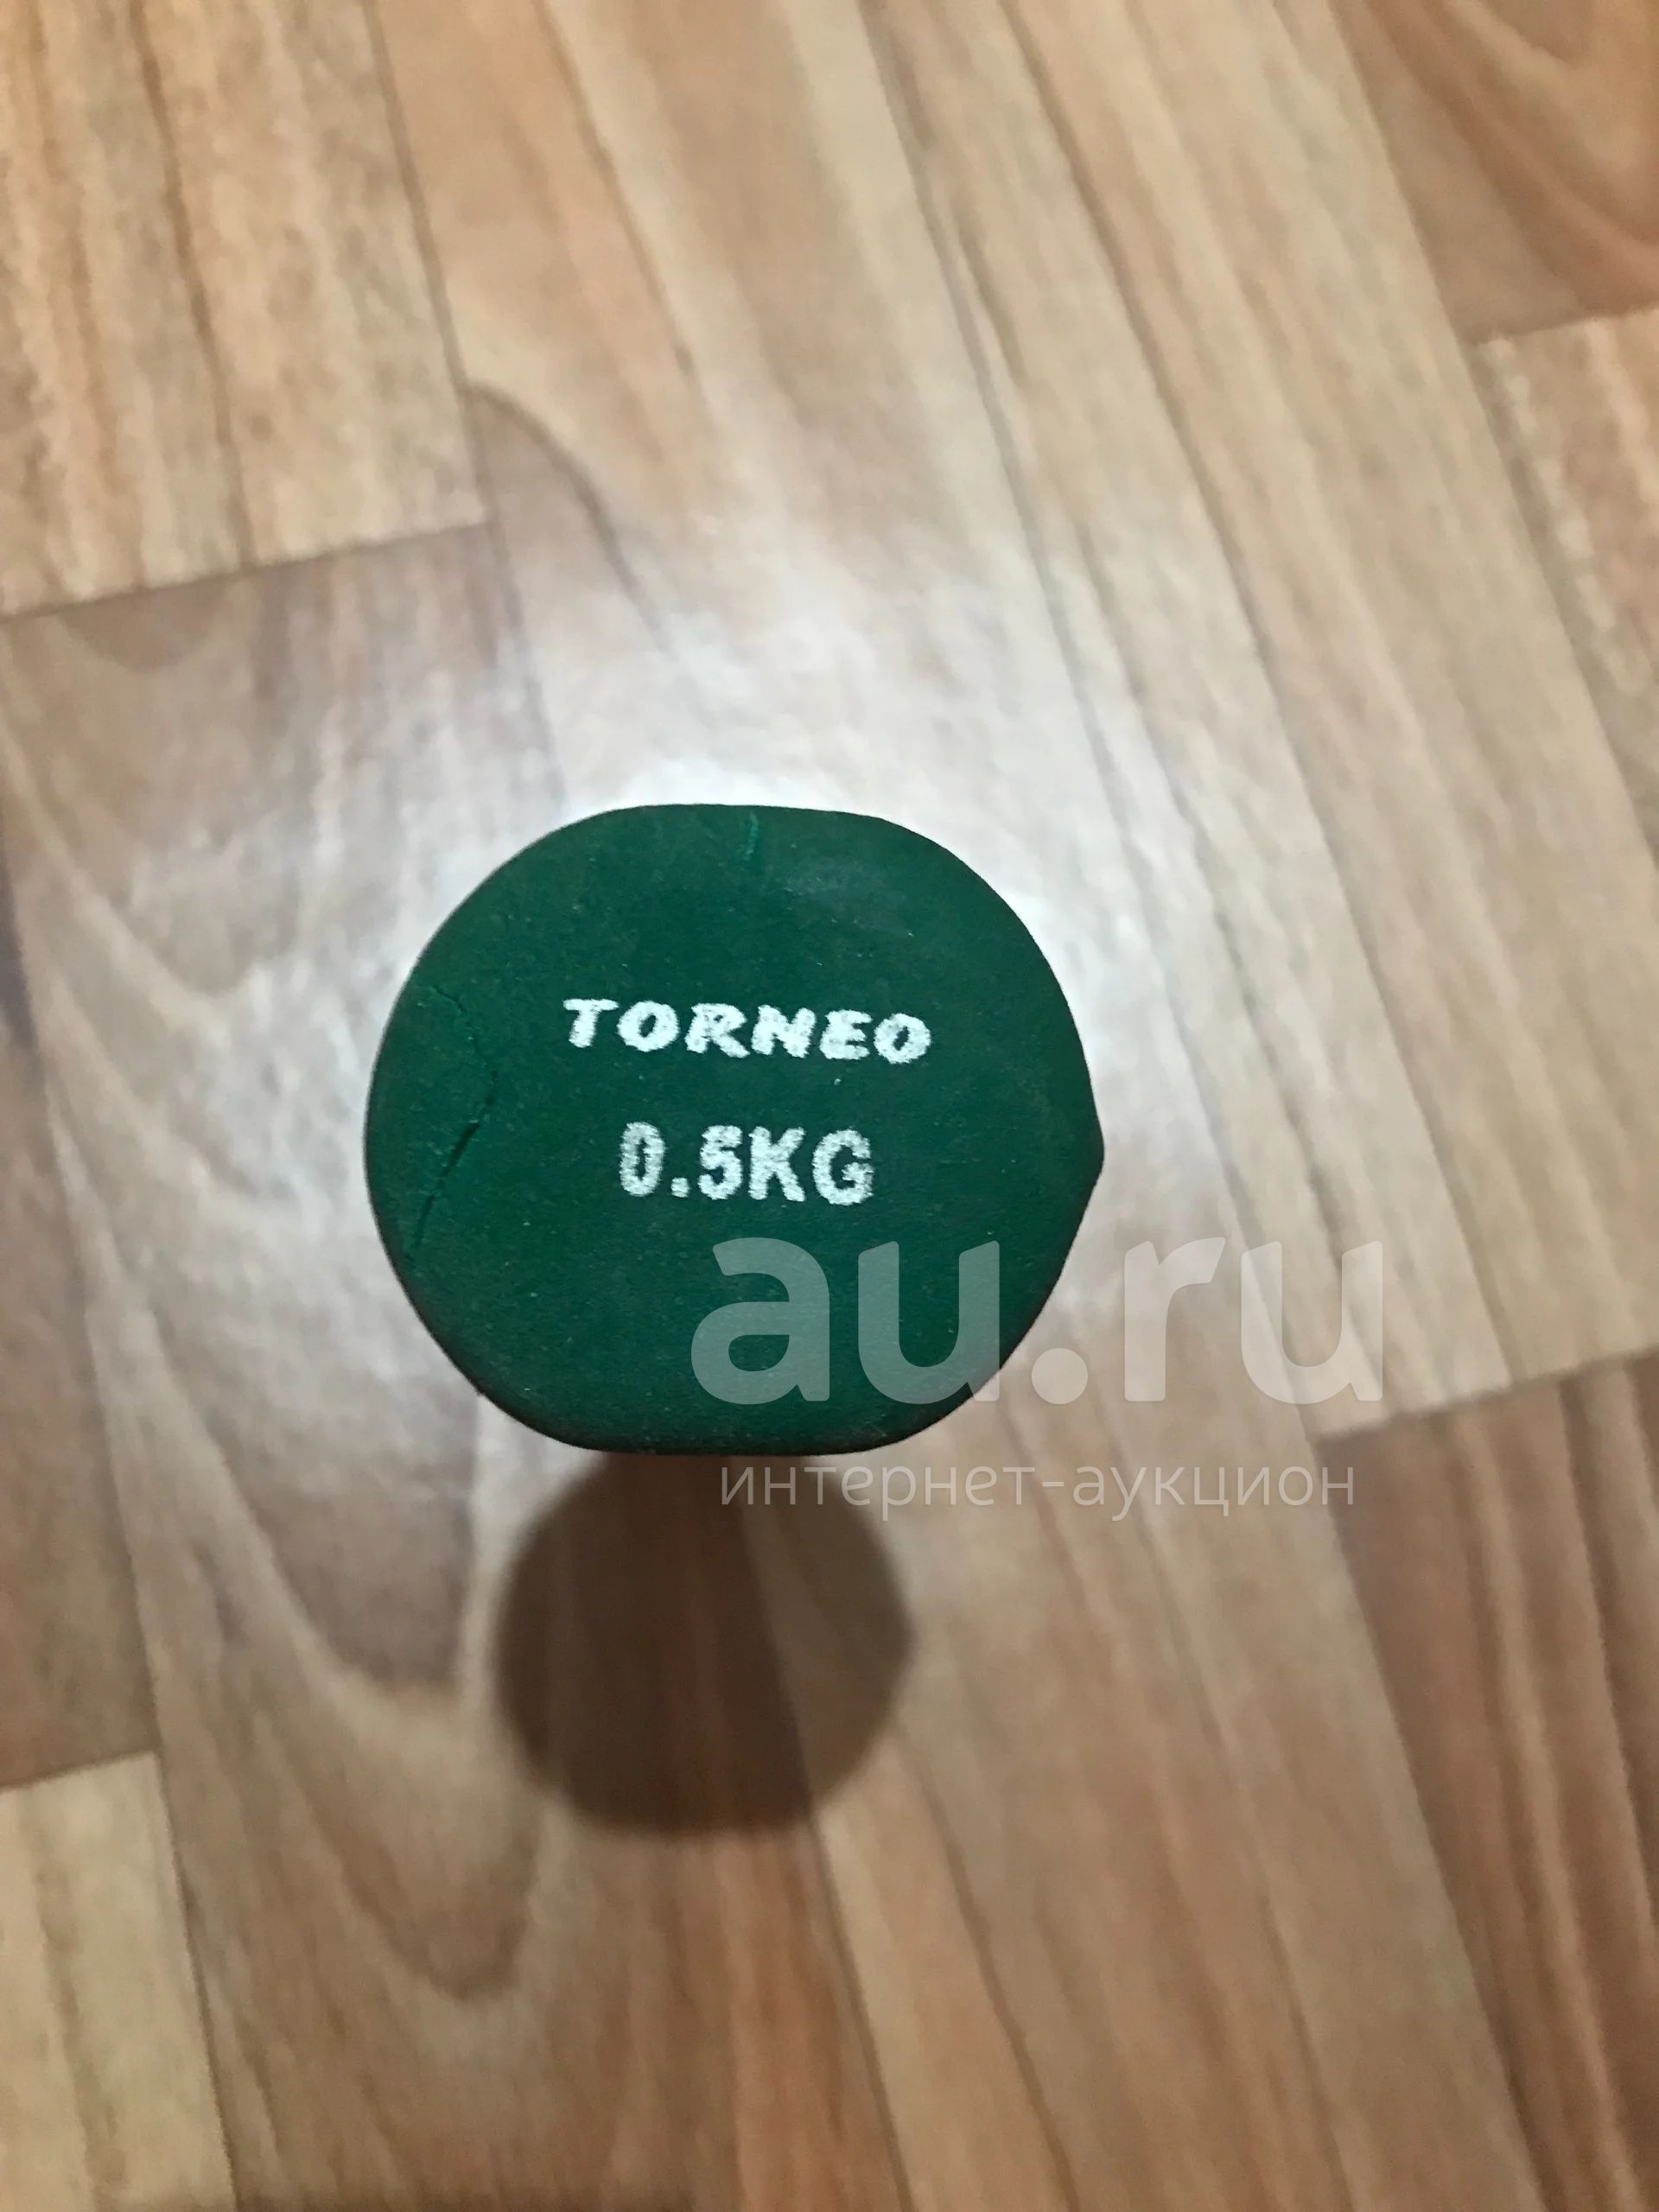 TORNEO
0.5KG
au.ru
интернет-аукцион